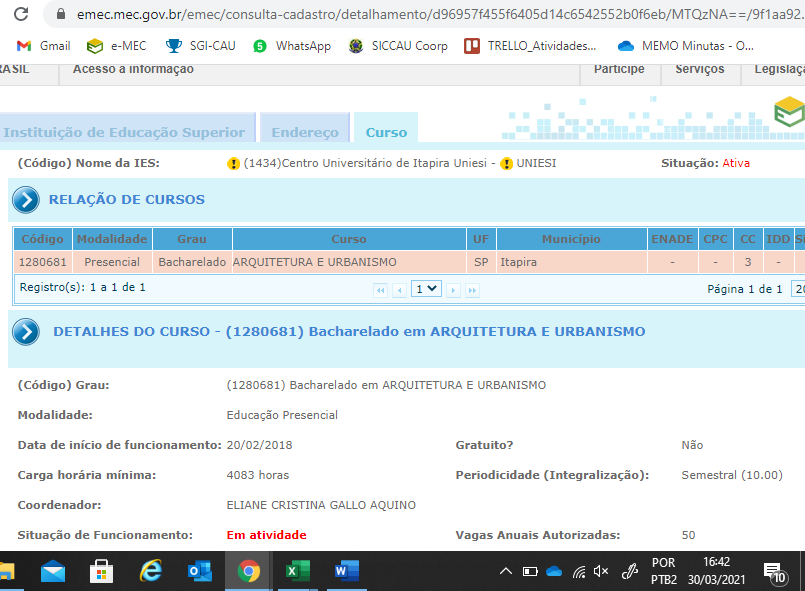 emec.mec.gov.br/emec/consulta-cadastro/detalhamento/d96957f455f6405d14c6542552b0f6eb/MTQzNA==/9f1aa92...
Gmail e-MEC SGI-CAU WhatsApp SICCAU Coorp TRELLO_Atividades... MEMO Minutas - O...
RASIL Acesso à informação Participe Serviços Legislaç
Instituição de Educação Superior Endereço Curso
(Código) Nome da IES: (1434)Centro Universitário de Itapira Uniesi - UNIESI Situação: Ativa
RELAÇÃO DE CURSOS
Código Modalidade Grau Curso UF Município ENADE CPC CC IDD Si
1280681 Presencial Bacharelado ARQUITETURA E URBANISMO SP Itapira - - 3 -
Registro(s): 1 a 1 de 1 1 Página 1 de 1 20
DETALHES DO CURSO - (1280681) Bacharelado em ARQUITETURA E URBANISMO
(Código) Grau: (1280681) Bacharelado em ARQUITETURA E URBANISMO
Modalidade: Educação Presencial
Data de início de funcionamento: 20/02/2018 Gratuito? Não
Carga horária mínima: 4083 horas Periodicidade (Integralização): Semestral (10.00)
Coordenador: ELIANE CRISTINA GALLO AQUINO
Situação de Funcionamento: Em atividade Vagas Anuais Autorizadas: 50
POR 16:42
PTB2 30/03/2021 10